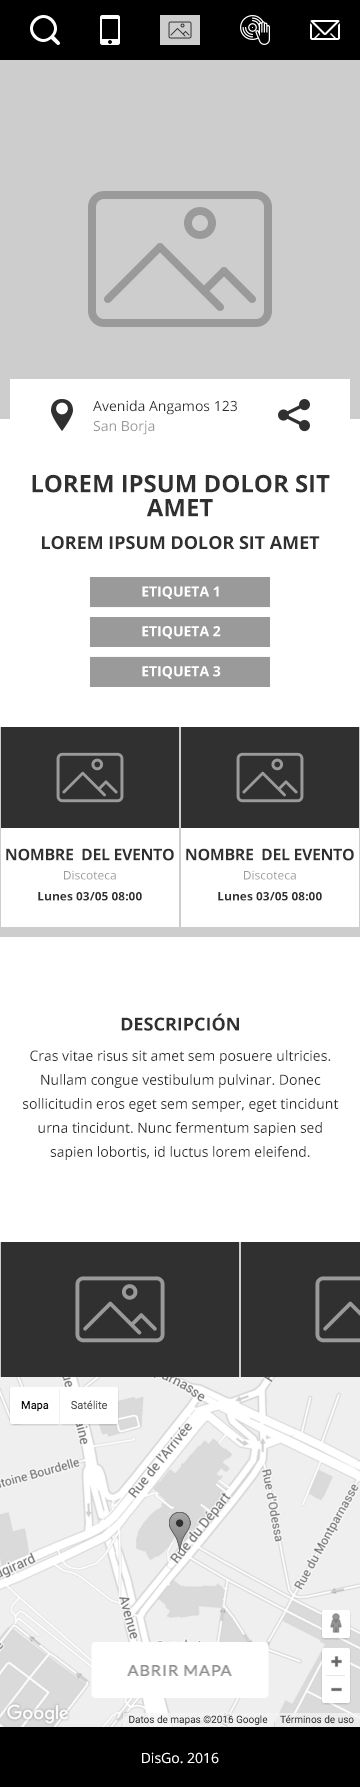 Avenida Angamos 123
San Borja
LOREM IPSUM DOLOR SIT
AMET
LOREM IPSUM DOLOR SIT AMET
ETIQUETA 1
ETIQUETA 2
ETIQUETA 3
NOMBRE DEL EVENTO
Discoteca
Lunes 03/05 08:00
NOMBRE DEL EVENTO
Discoteca
Lunes 03/05 08:00
DESCRIPCIÓN
Cras vitae risus sit amet sem posuere ultricies.
Nullam congue vestibulum pulvinar. Donec
sollicitudin eros eget sem semper, eget tincidunt
urna tincidunt. Nunc fermentum sapien sed
sapien lobortis, id luctus lorem eleifend.
Mapa
Satélite
toine Bourdelle
Rue de l'Arrivée
Rue du Départ
Rue d'Odessa
Rue du Montparnasse
Avenue
ABRIR MAPA
Google
Datos de mapas ©2016 Google
Términos de uso
DisGo. 2016